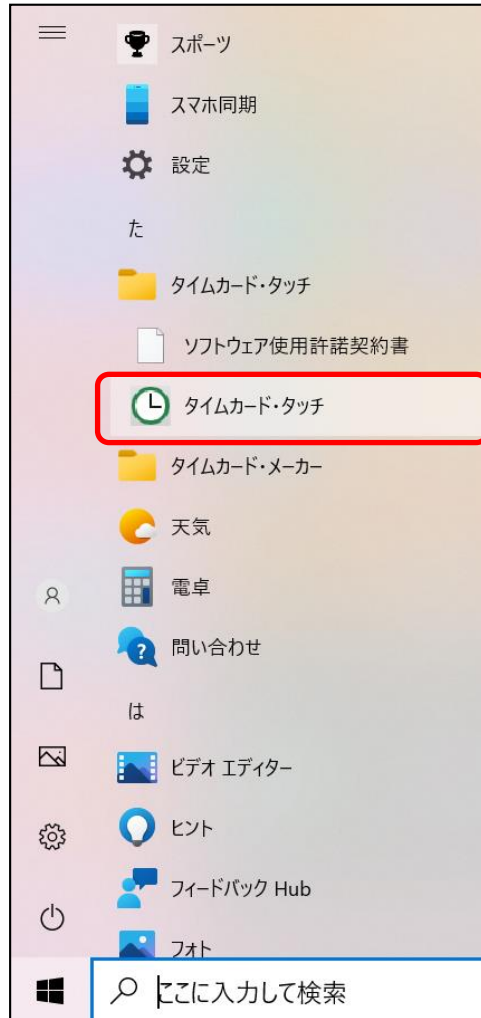 スポーツ
スマホ同期
設定
た
タイムカード・タッチ
ソフトウェア使用許諾契約書
タイムカード・タッチ
タイムカード・メーカー
天気
電卓
問い合わせ
は
ビデオ エディター
ヒント
フィードバック Hub
フォト
ここに入力して検索